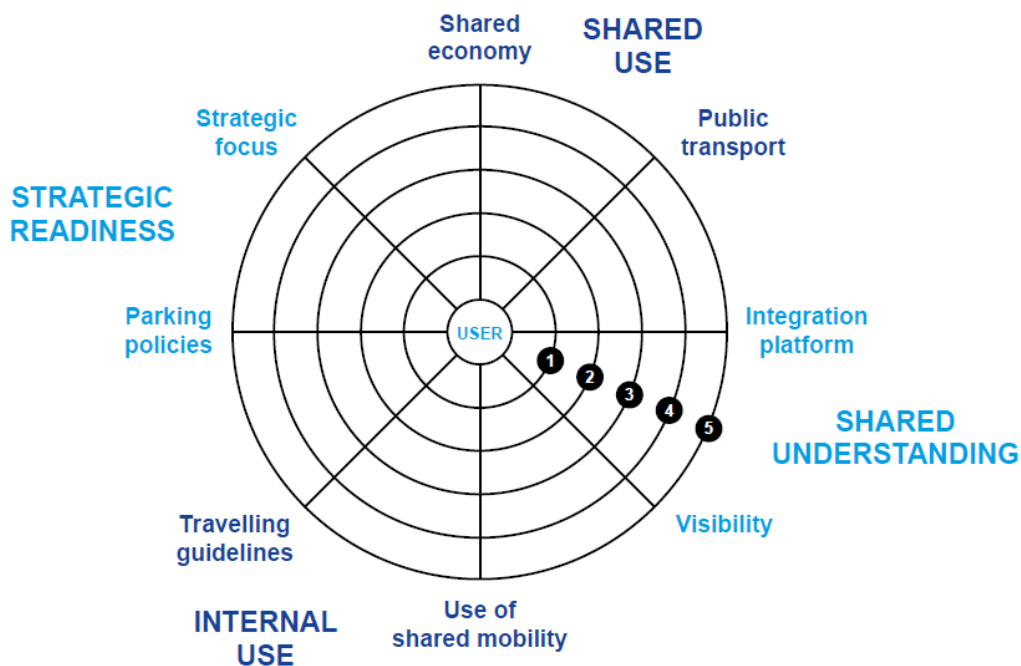 Shared
economy
SHARED
USE
Strategic
focus
Public
transport
STRATEGIC
READINESS
Parking
policies
USER
Integration
platform
1
2
3
4
5
SHARED
UNDERSTANDING
Travelling
guidelines
Visibility
INTERNAL
USE
Use of
shared mobility